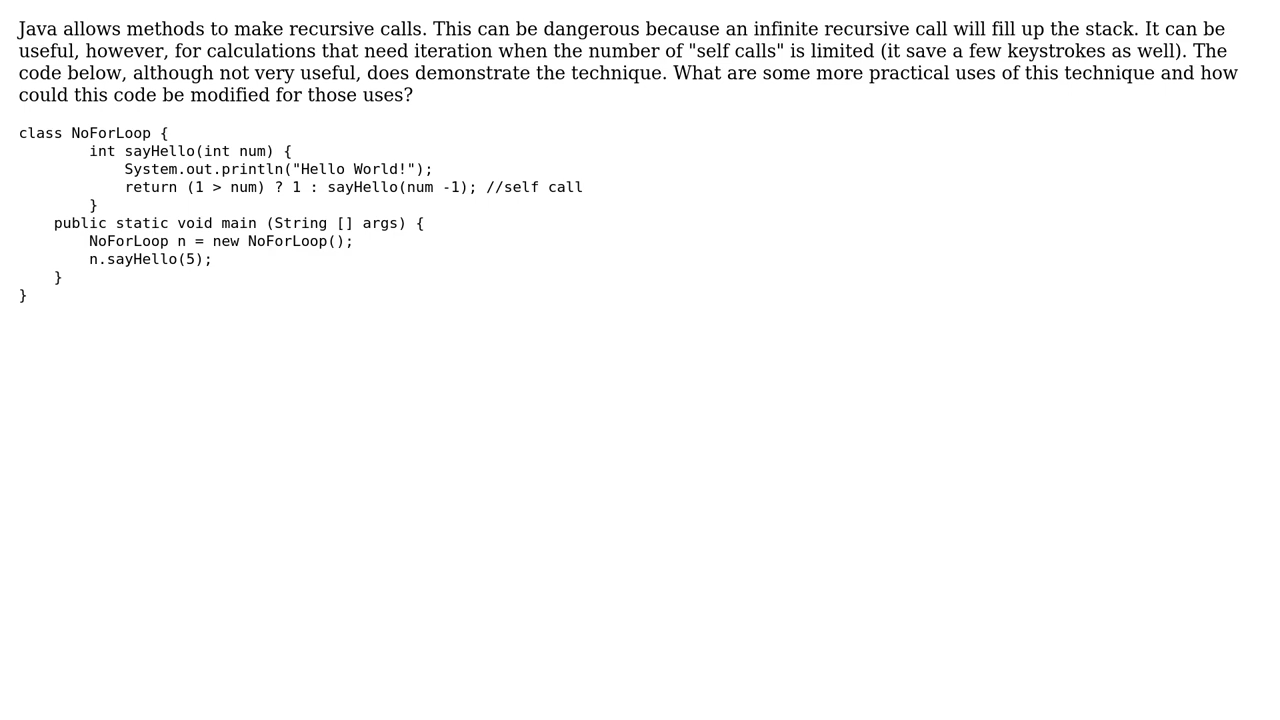 Java allows methods to make recursive calls. This can be dangerous because an infinite recursive call will fill up the stack. It can be
useful, however, for calculations that need iteration when the number of "self calls" is limited (it save a few keystrokes as well). The
code below, although not very useful, does demonstrate the technique. What are some more practical uses of this technique and how
could this code be modified for those uses?
class NoForLoop {
        int sayHello(int num) {
            System.out.println("Hello World!");
            return (1 > num) ? 1 : sayHello(num -1); //self call
        }
    public static void main (String [] args) {
        NoForLoop n = new NoForLoop();
        n.sayHello(5);
    }
}